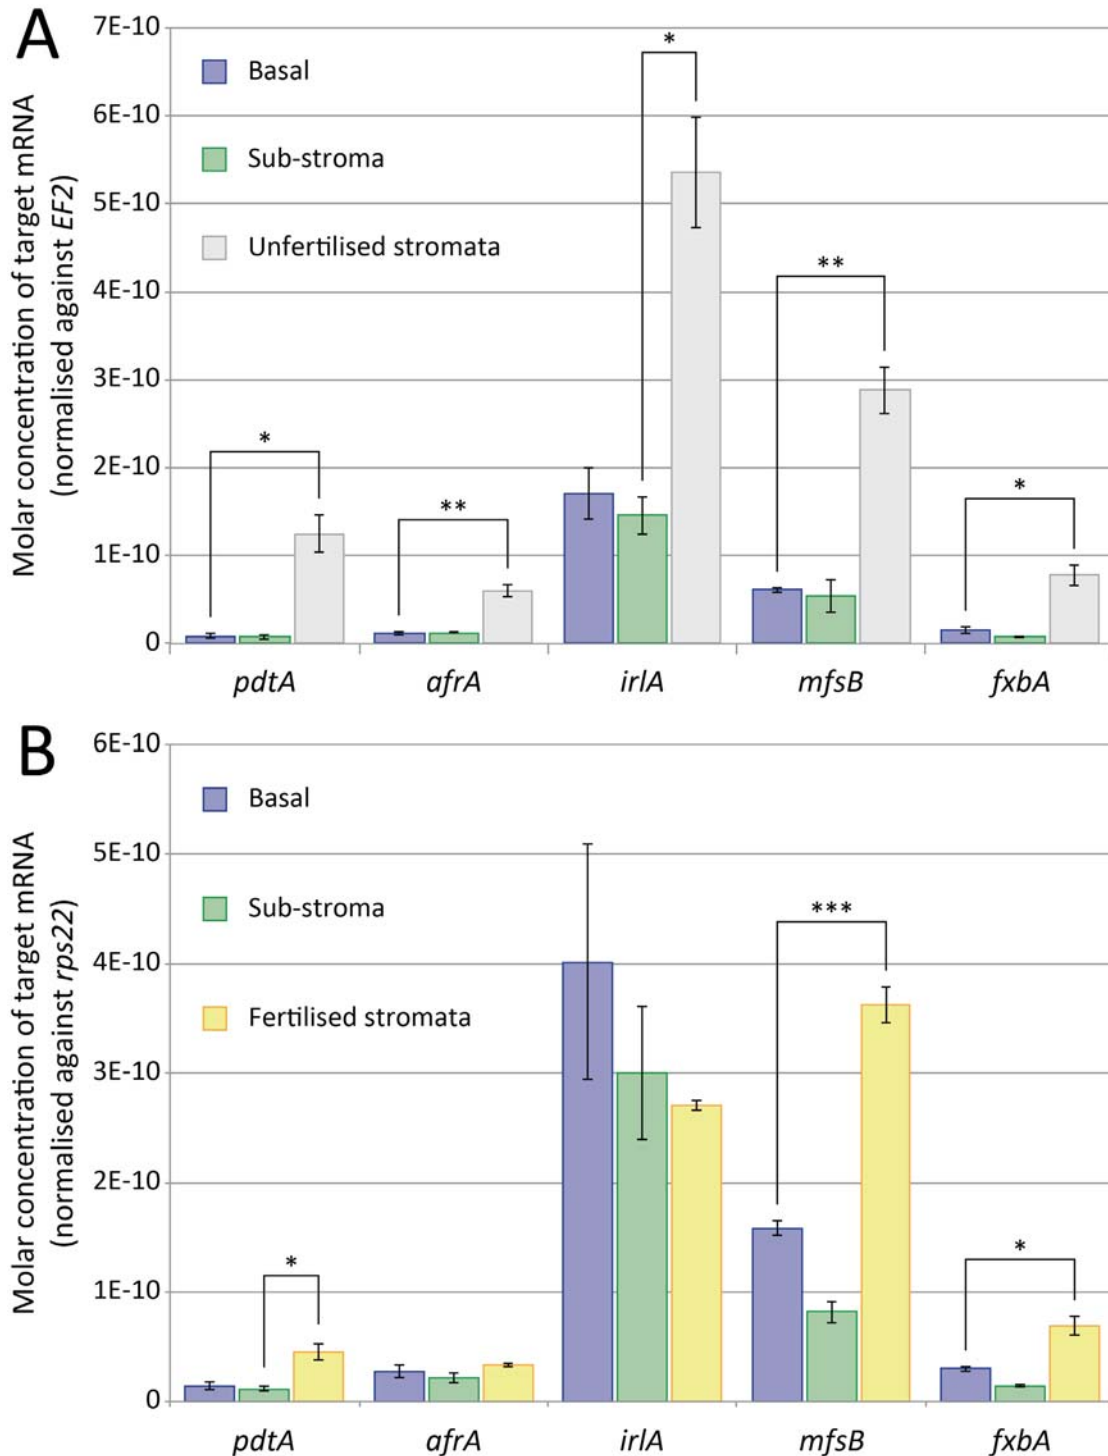 A
Molar concentration of target mRNA
(normalised against EF2)
7E-10
6E-10
5E-10
4E-10
3E-10
2E-10
1E-10
0
Basal
Sub-stroma
Unfertilised stromata
*
**
*
**
*
pdtA afrA irlA mfsB fxbA
B
Molar concentration of target mRNA
(normalised against rps22)
6E-10
5E-10
4E-10
3E-10
2E-10
1E-10
0
Basal
Sub-stroma
Fertilised stromata
*
***
*
pdtA afrA irlA mfsB fxbA